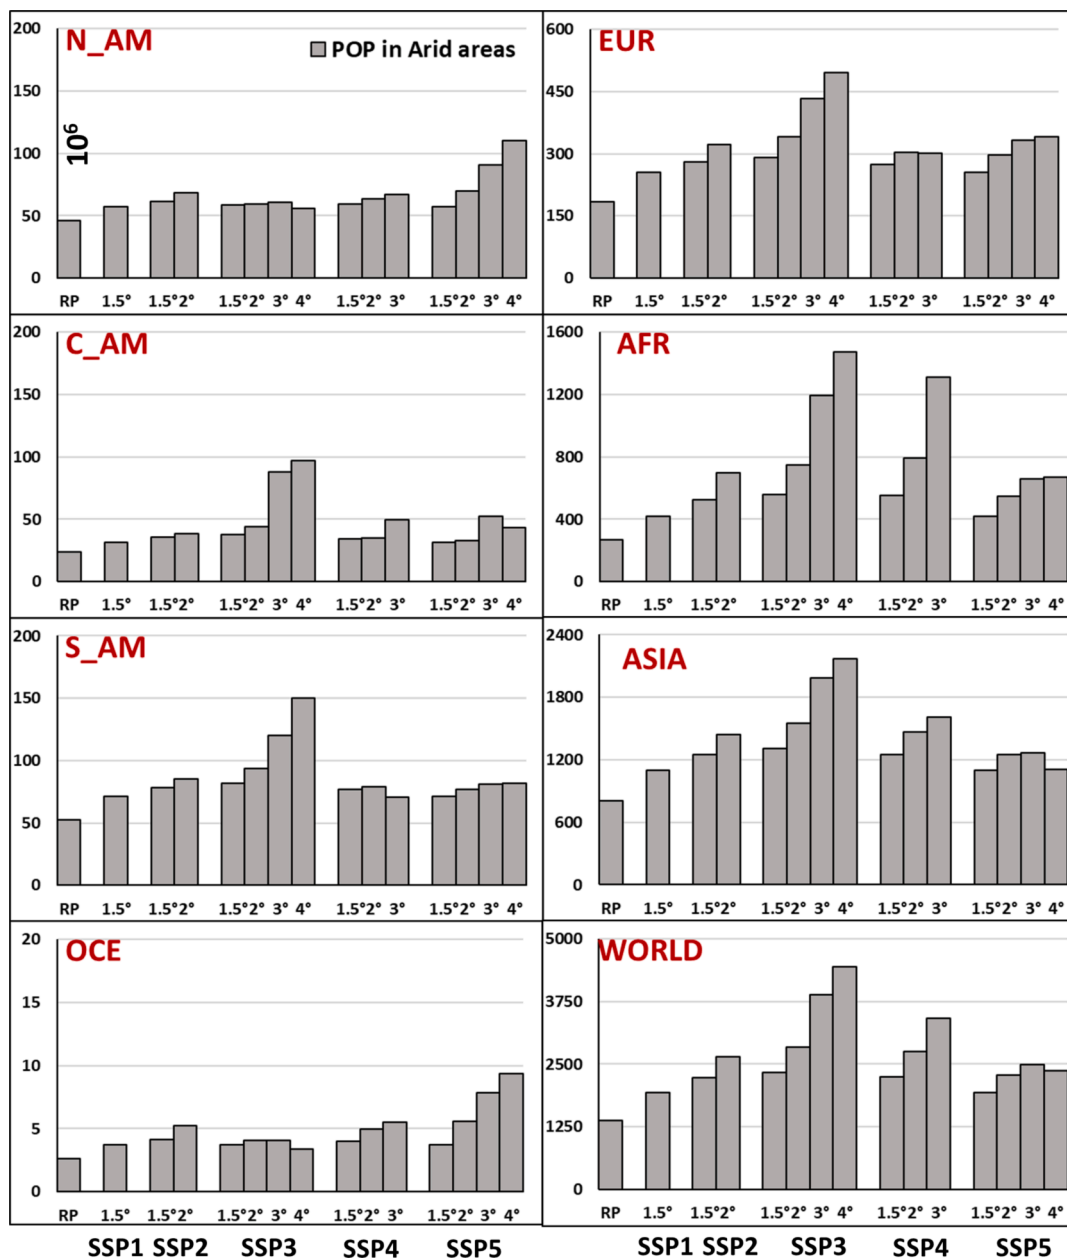 N_AM
POP in Arid areas
10⁶
200
150
100
50
0
RP 1.5° 1.5°2° 1.5°2° 3° 4° 1.5°2° 3° 1.5°2° 3° 4°
EUR
600
450
300
150
0
RP 1.5° 1.5°2° 1.5°2° 3° 4° 1.5°2° 3° 1.5°2° 3° 4°
C_AM
200
150
100
50
0
RP 1.5° 1.5°2° 1.5°2° 3° 4° 1.5°2° 3° 1.5°2° 3° 4°
AFR
1600
1200
800
400
0
RP 1.5° 1.5°2° 1.5°2° 3° 4° 1.5°2° 3° 1.5°2° 3° 4°
S_AM
200
150
100
50
0
RP 1.5° 1.5°2° 1.5°2° 3° 4° 1.5°2° 3° 1.5°2° 3° 4°
ASIA
2400
1800
1200
600
0
RP 1.5° 1.5°2° 1.5°2° 3° 4° 1.5°2° 3° 1.5°2° 3° 4°
OCE
20
15
10
5
0
RP 1.5° 1.5°2° 1.5°2° 3° 4° 1.5°2° 3° 1.5°2° 3° 4°
SSP1 SSP2 SSP3 SSP4 SSP5
WORLD
5000
3750
2500
1250
0
RP 1.5° 1.5°2° 1.5°2° 3° 4° 1.5°2° 3° 1.5°2° 3° 4°
SSP1 SSP2 SSP3 SSP4 SSP5